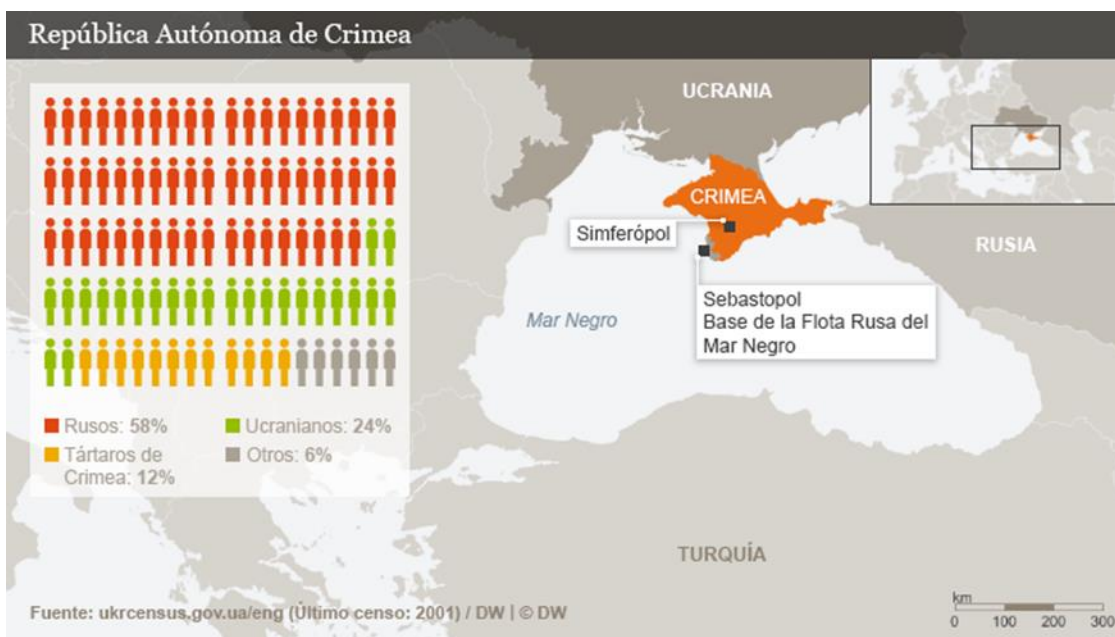 República Autónoma de Crimea
Rusos: 58%
Ucranianos: 24%
Tártaros de
Crimea: 12%
Otros: 6%
UCRANIA
CRIMEA
Simferópol
RUSIA
Sebastopol
Base de la Flota Rusa del
Mar Negro
Mar Negro
TURQUÍA
Fuente: ukrcensus.gov.ua/eng (Último censo: 2001) / DW | © DW
km
0 100 200 300